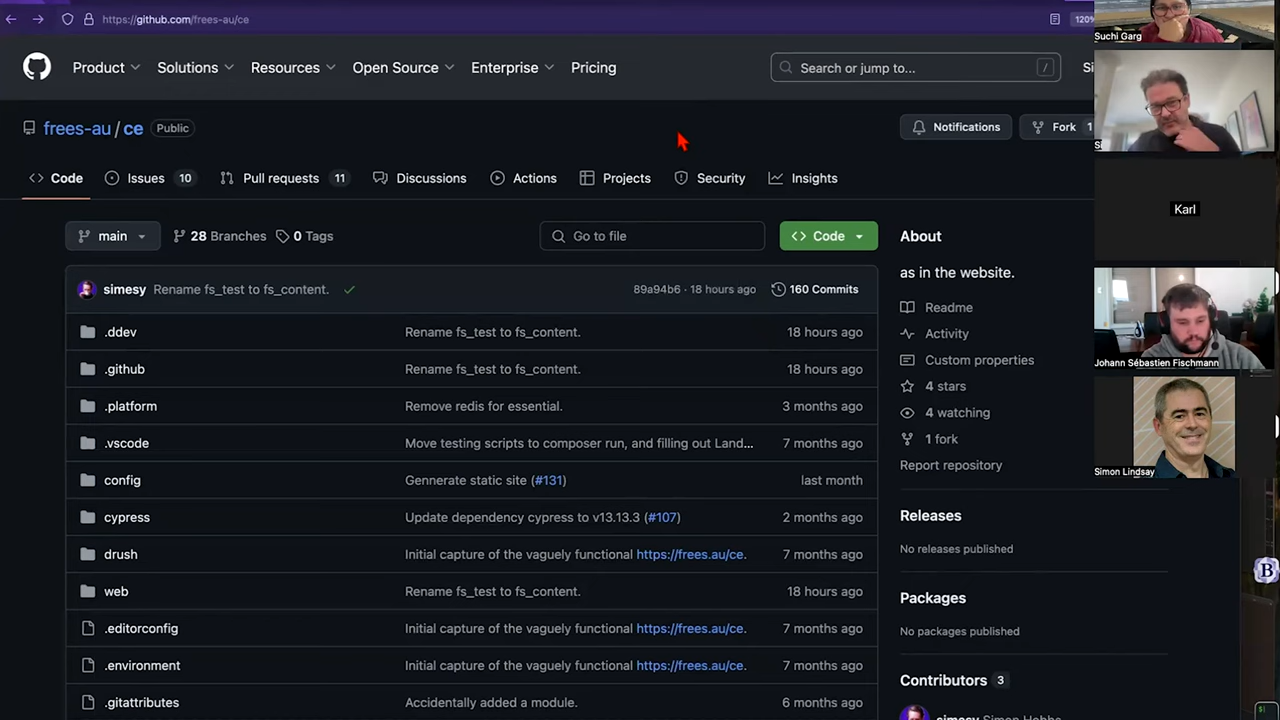 https://github.com/frees-au/ce
120%
Product
Solutions
Resources
Open Source
Enterprise
Pricing
Search or jump to...
/
Si
frees-au / ce
Public
Notifications
Fork 1
Code
Issues 10
Pull requests 11
Discussions
Actions
Projects
Security
Insights
main
28 Branches
0 Tags
Go to file
Code
simesy Rename fs_test to fs_content.
89a94b6 · 18 hours ago
160 Commits
.ddev Rename fs_test to fs_content. 18 hours ago
.github Rename fs_test to fs_content. 18 hours ago
.platform Remove redis for essential. 3 months ago
.vscode Move testing scripts to composer run, and filling out Land... 7 months ago
config Gennerate static site (#131) last month
cypress Update dependency cypress to v13.13.3 (#107) 2 months ago
drush Initial capture of the vaguely functional https://frees.au/ce. 7 months ago
web Rename fs_test to fs_content. 18 hours ago
.editorconfig Initial capture of the vaguely functional https://frees.au/ce. 7 months ago
.environment Initial capture of the vaguely functional https://frees.au/ce. 7 months ago
.gitattributes Accidentally added a module. 6 months ago
About
as in the website.
Readme
Activity
Custom properties
4 stars
4 watching
1 fork
Report repository
Releases
No releases published
Packages
No packages published
Contributors 3
simesy Simon Hobbs
Suchi Garg
Karl
Johann Sébastien Fischmann
Simon Lindsay
B
$|